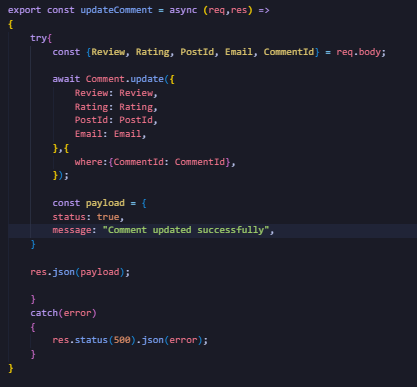 export const updateComment = async (req,res) =>
{
    try{
        const {Review, Rating, PostId, Email, CommentId} = req.body;

        await Comment.update({
            Review: Review,
            Rating: Rating,
            PostId: PostId,
            Email: Email,
        },{
            where:{CommentId: CommentId},
        });

        const payload = {
        status: true,
        message: "Comment updated successfully",
    }

    res.json(payload);

    }
    catch(error)
    {
        res.status(500).json(error);
    }
}